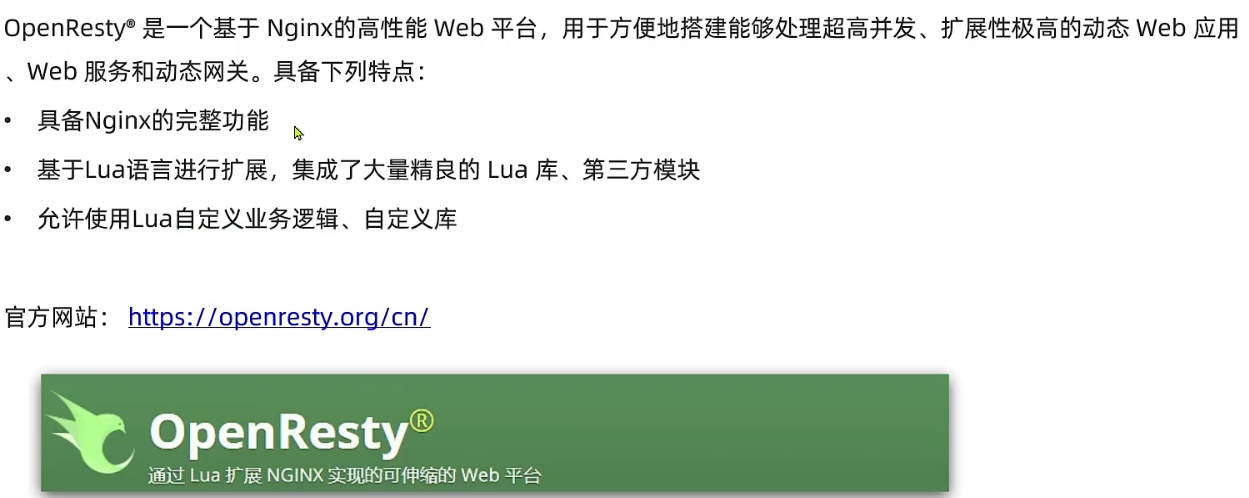 OpenResty® 是一个基于 Nginx的高性能 Web 平台，用于方便地搭建能够处理超高并发、扩展性极高的动态 Web 应用
、Web 服务和动态网关。具备下列特点：
• 具备Nginx的完整功能
• 基于Lua语言进行扩展，集成了大量精良的 Lua 库、第三方模块
• 允许使用Lua自定义业务逻辑、自定义库
官方网站： https://openresty.org/cn/
OpenResty®
通过 Lua 扩展 NGINX 实现的可伸缩的 Web 平台